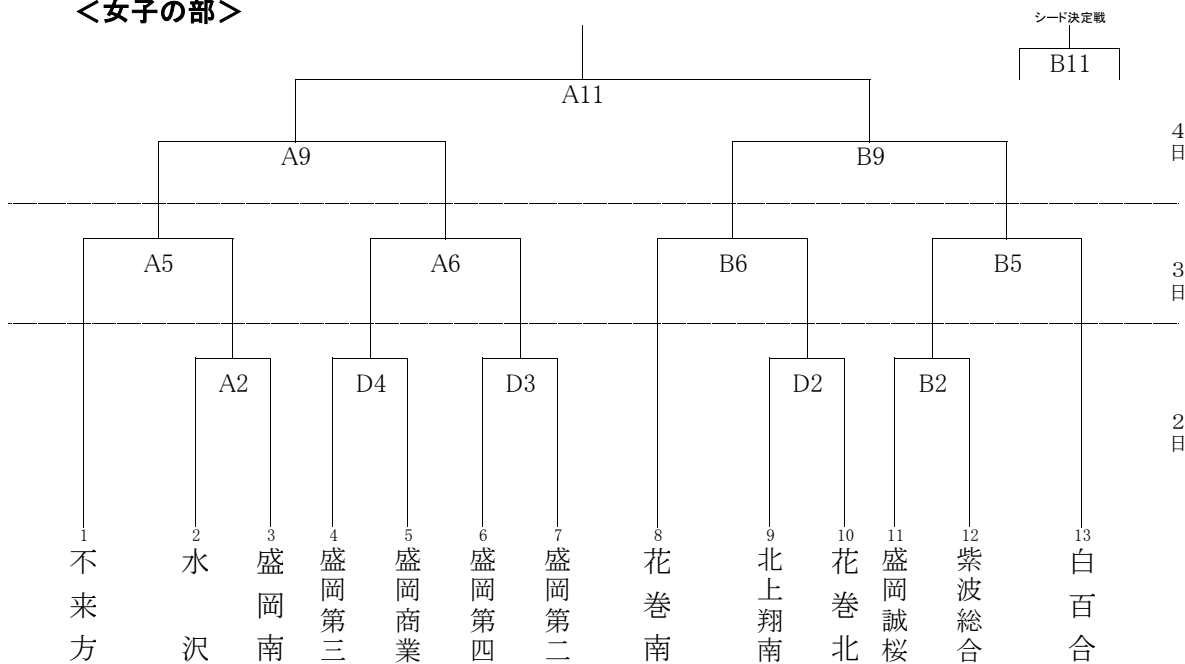 ＜女子の部＞
シード決定戦
B11
A11
4日
A9
B9
A5
A6
B6
B5
3日
A2
D4
D3
D2
B2
2日
1
2
3
4
5
6
7
8
9
10
11
12
13
不来方
水沢
盛岡南
盛岡第三
盛岡商業
盛岡第四
盛岡第二
花巻南
北上翔南
花巻北
盛岡誠桜
紫波総合
白百合